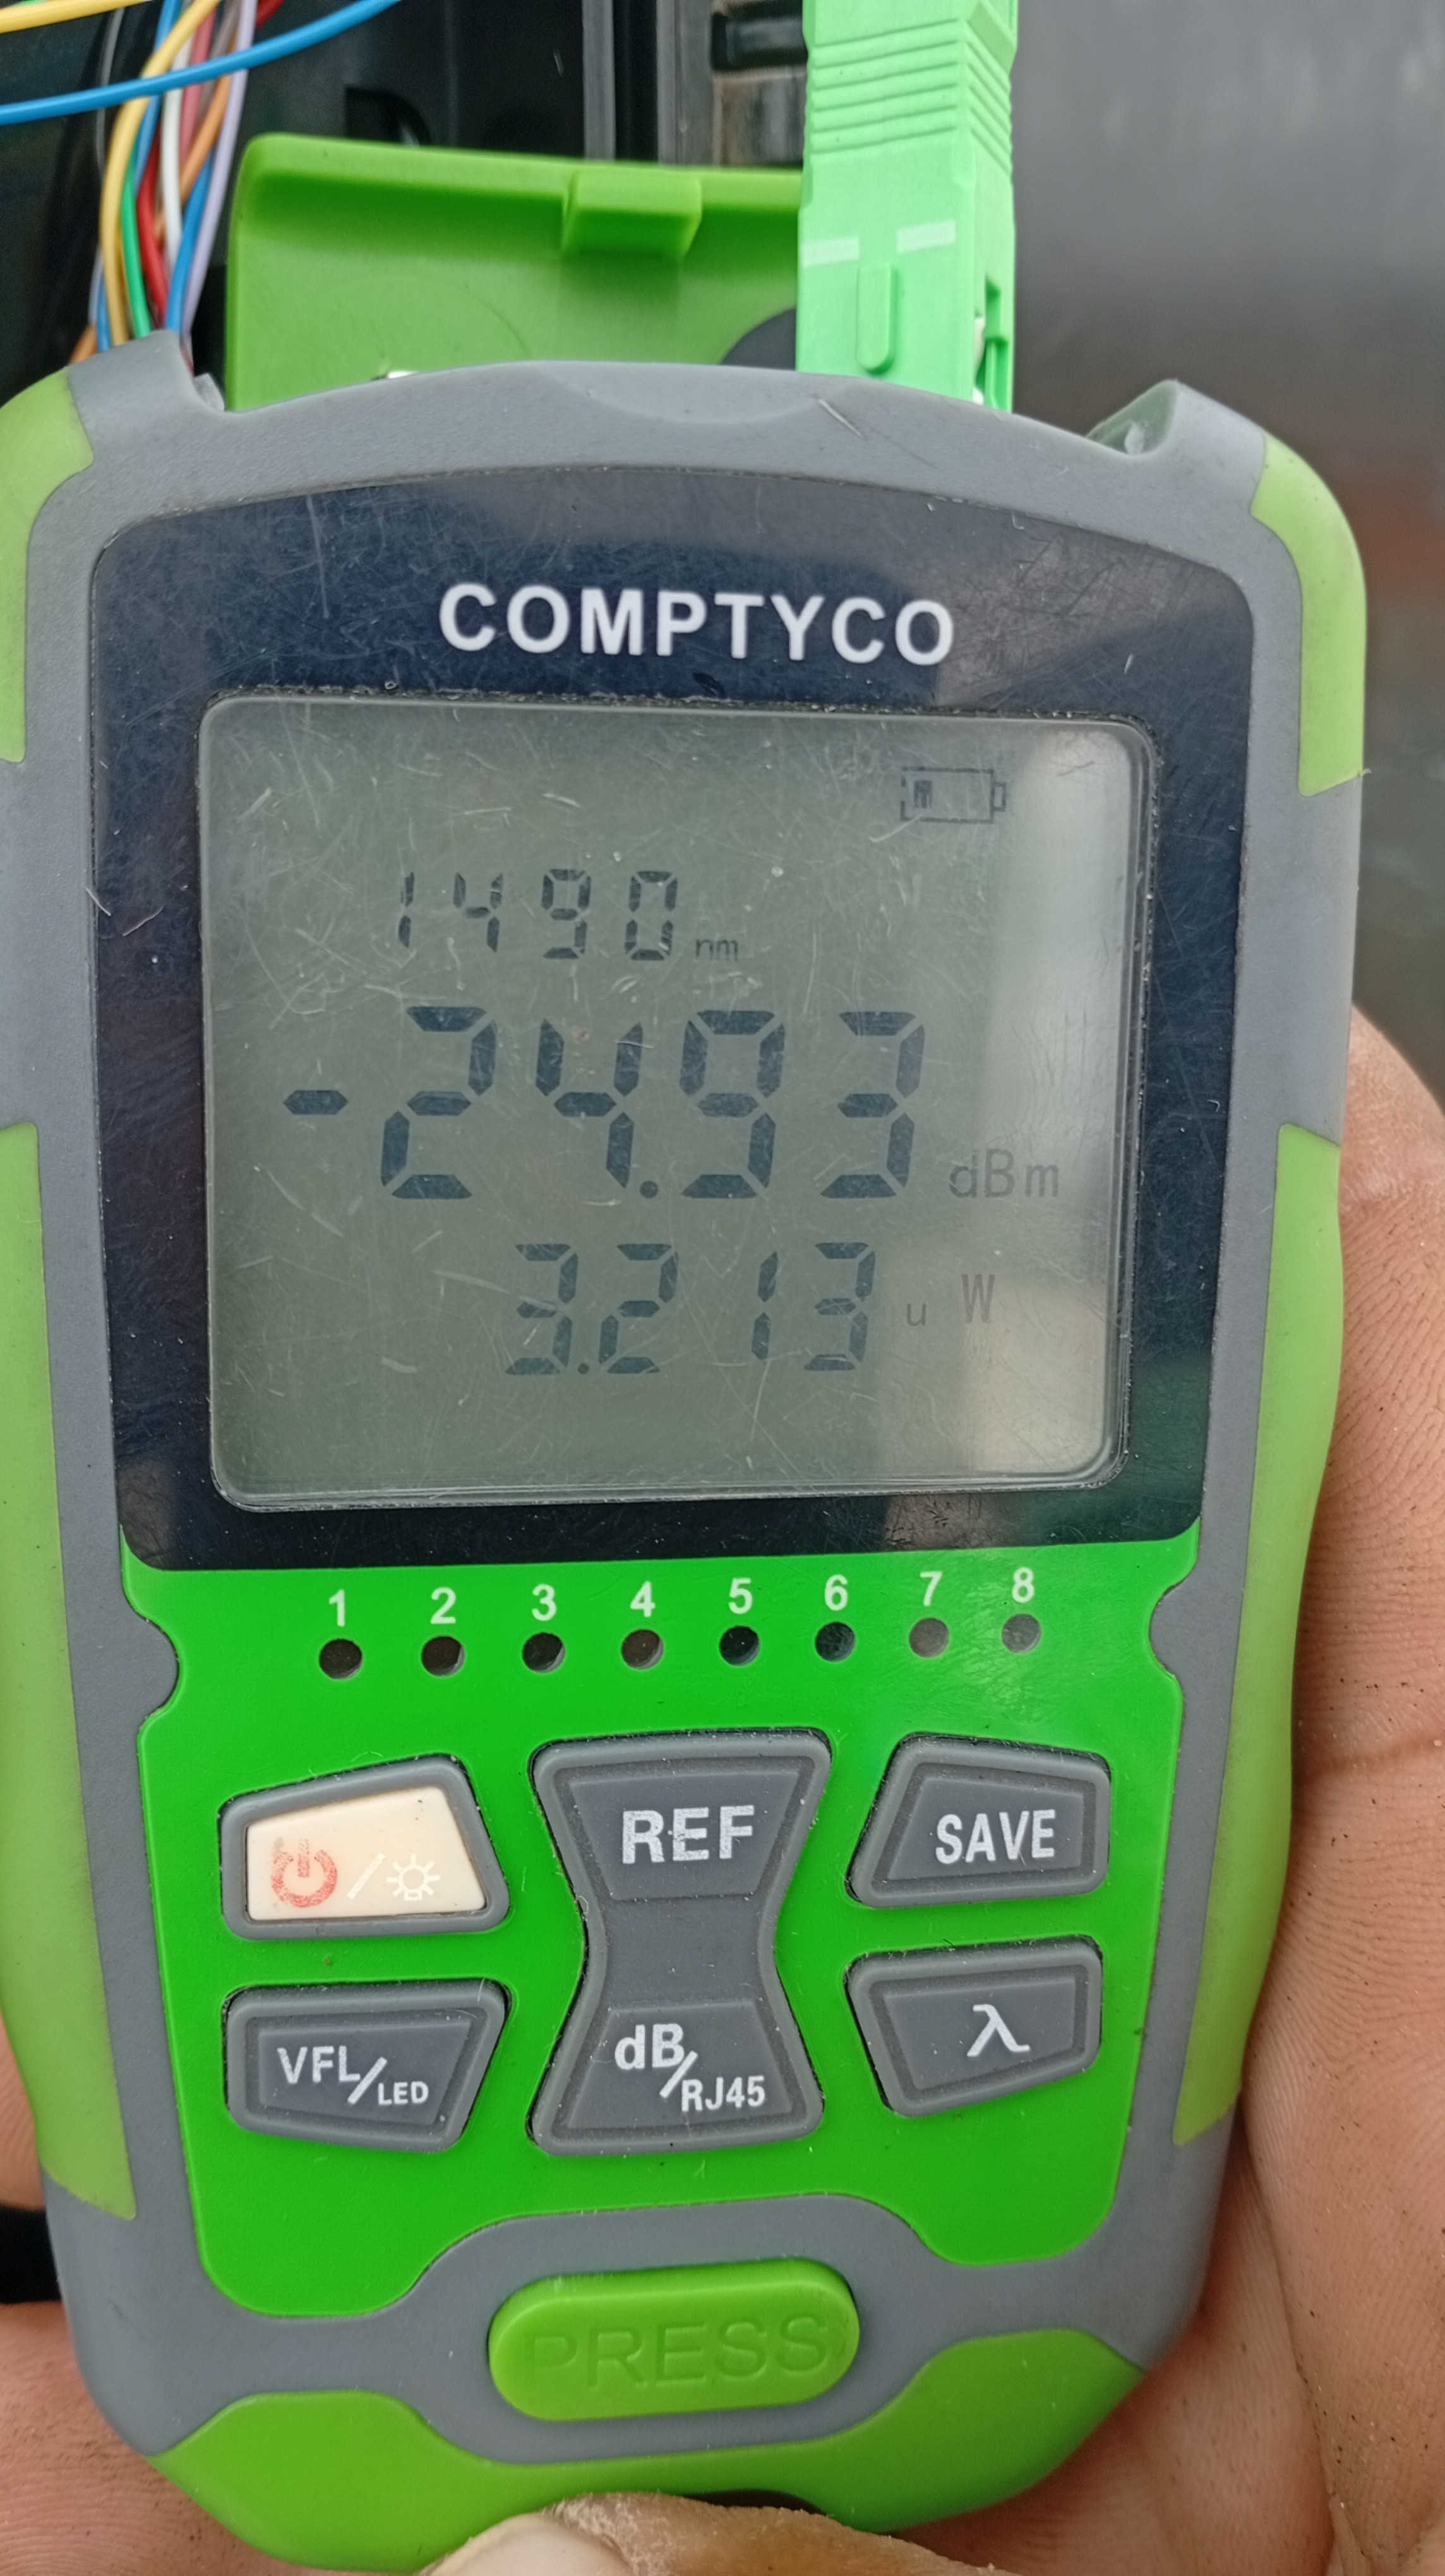 COMPTYCO
1490 nm
-24.93 dBm
3.213 u W
1 2 3 4 5 6 7 8
REF
SAVE
VFL/LED
dB/RJ45
λ
PRESS